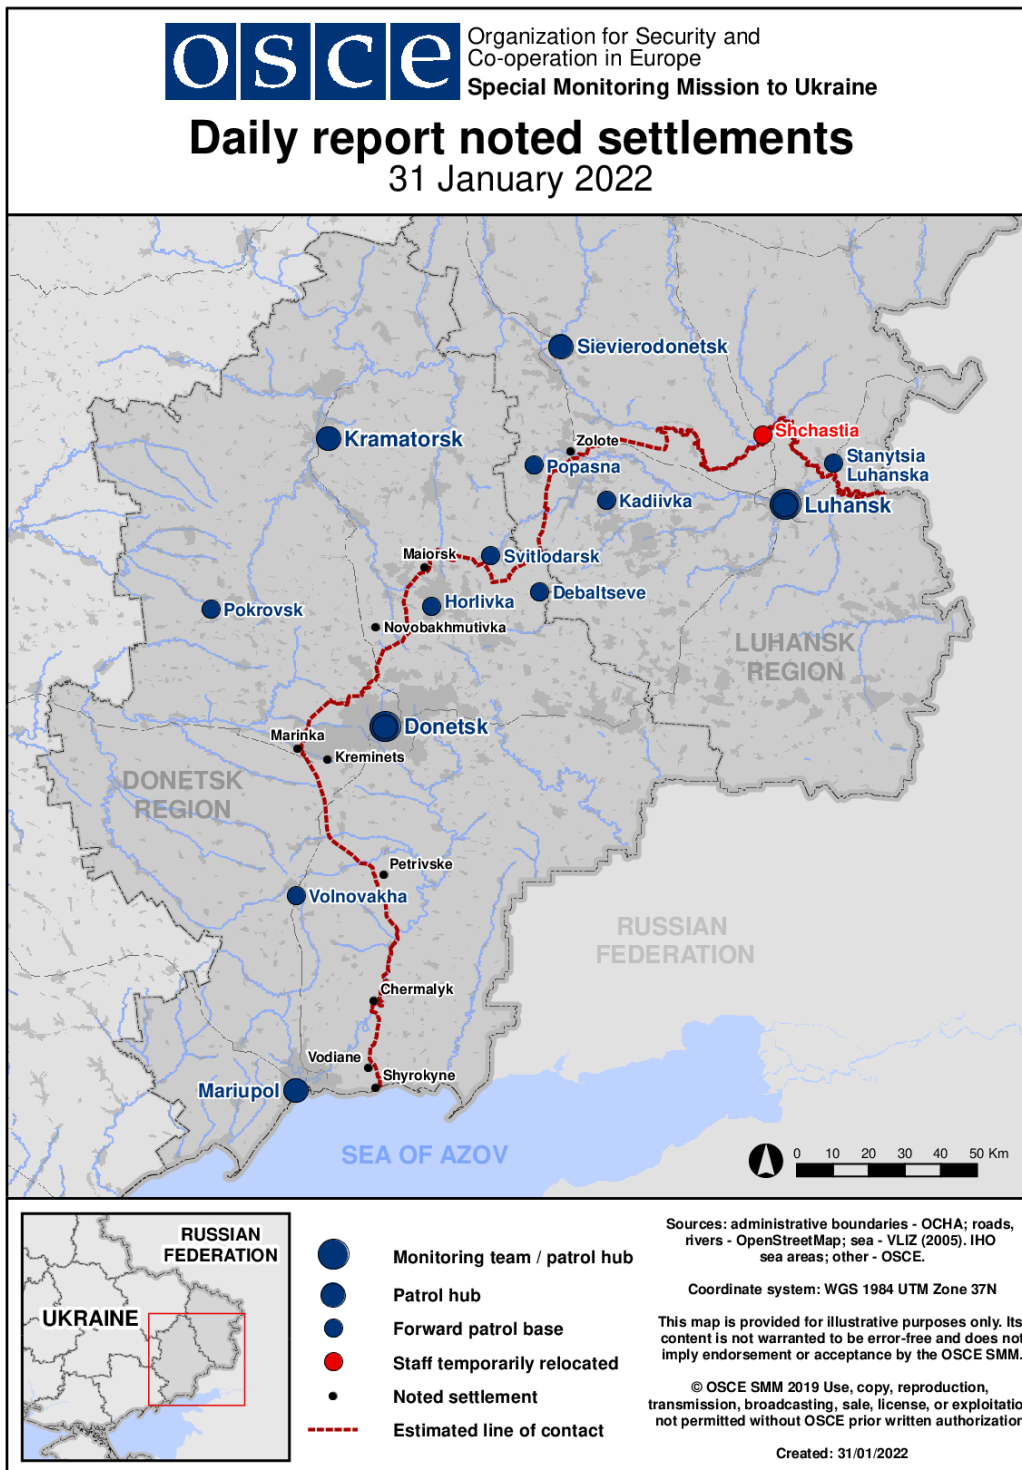 osce
Organization for Security and
Co-operation in Europe
Special Monitoring Mission to Ukraine
Daily report noted settlements
31 January 2022
Sievierodonetsk
Kramatorsk
Zolote
Shchastia
Popasna
Stanytsia
Luhanska
Kadiivka
Luhansk
Maiorsk
Svitlodarsk
Debaltseve
Horlivka
Pokrovsk
Novobakhmutivka
LUHANSK
REGION
Donetsk
Marinka
Kreminets
DONETSK
REGION
Petrivske
Volnovakha
RUSSIAN
FEDERATION
Chermalyk
Vodiane
Shyrokyne
Mariupol
SEA OF AZOV
0 10 20 30 40 50 Km
RUSSIAN
FEDERATION
UKRAINE
Monitoring team / patrol hub
Patrol hub
Forward patrol base
Staff temporarily relocated
Noted settlement
Estimated line of contact
Sources: administrative boundaries - OCHA; roads,
rivers - OpenStreetMap; sea - VLIZ (2005). IHO
sea areas; other - OSCE.
Coordinate system: WGS 1984 UTM Zone 37N
This map is provided for illustrative purposes only. Its
content is not warranted to be error-free and does not
imply endorsement or acceptance by the OSCE SMM.
© OSCE SMM 2019 Use, copy, reproduction,
transmission, broadcasting, sale, license, or exploitatio
not permitted without OSCE prior written authorization
Created: 31/01/2022